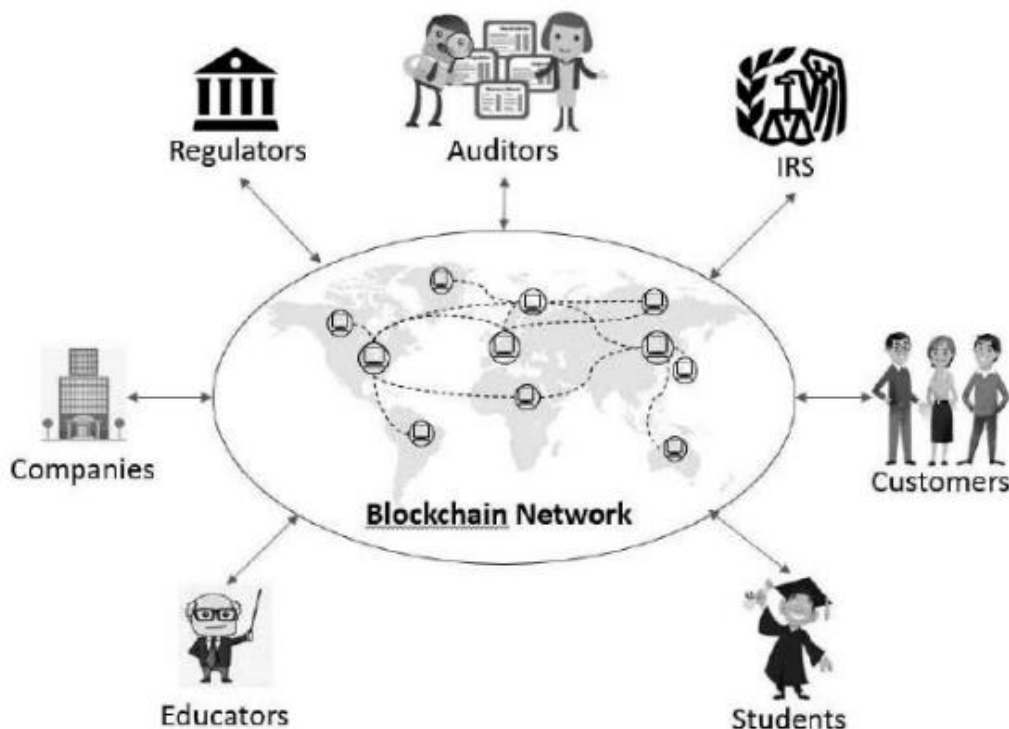 Regulators
Auditors
IRS
Companies
Customers
Blockchain Network
Educators
Students